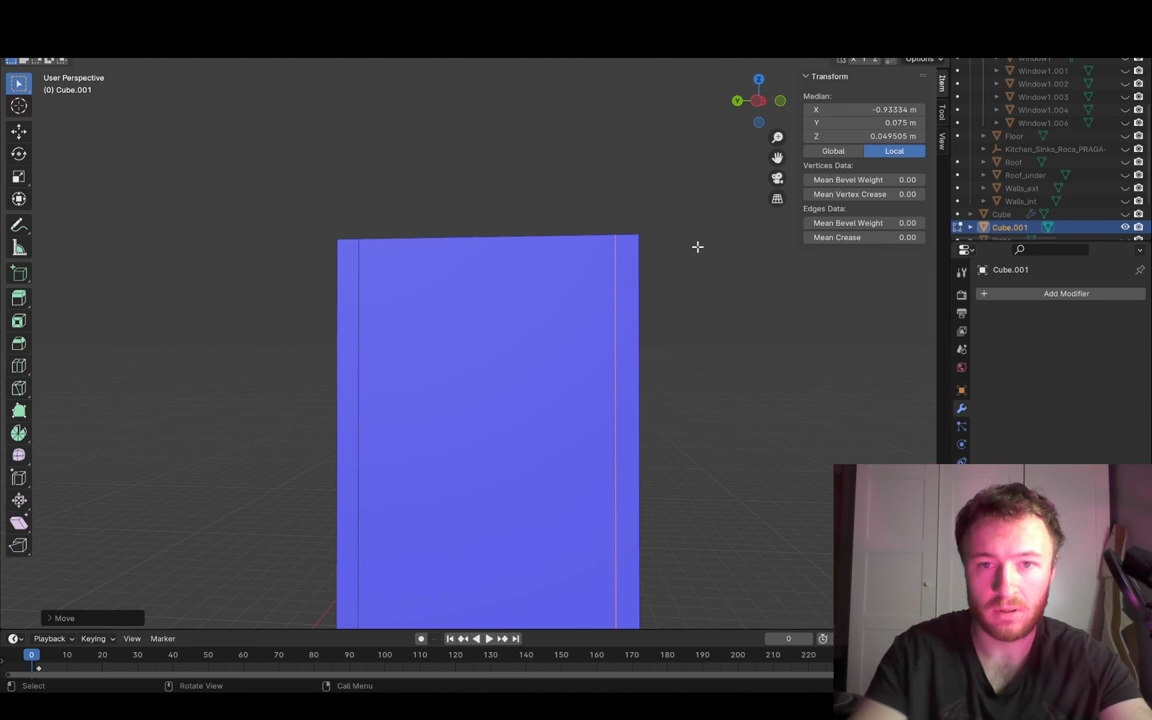 Options
User Perspective
(0) Cube.001
Z
Y
Transform
Median:
X -0.93334 m
Y 0.075 m
Z 0.049505 m
Global Local
Vertices Data:
Mean Bevel Weight 0.00
Mean Vertex Crease 0.00
Edges Data:
Mean Bevel Weight 0.00
Mean Crease 0.00
Item
Tool
View
Window1.001
Window1.002
Window1.003
Window1.004
Window1.006
Floor
Kitchen_Sinks_Roca_PRAGA-
Roof
Roof_under
Walls_ext
Walls_int
Cube
Cube.001
Cube.001
+ Add Modifier
> Move
Playback Keying View Marker 0
0 10 20 30 40 50 60 70 80 90 100 110 120 130 140 150 160 170 180 190 200 210 220
Select Rotate View Call Menu